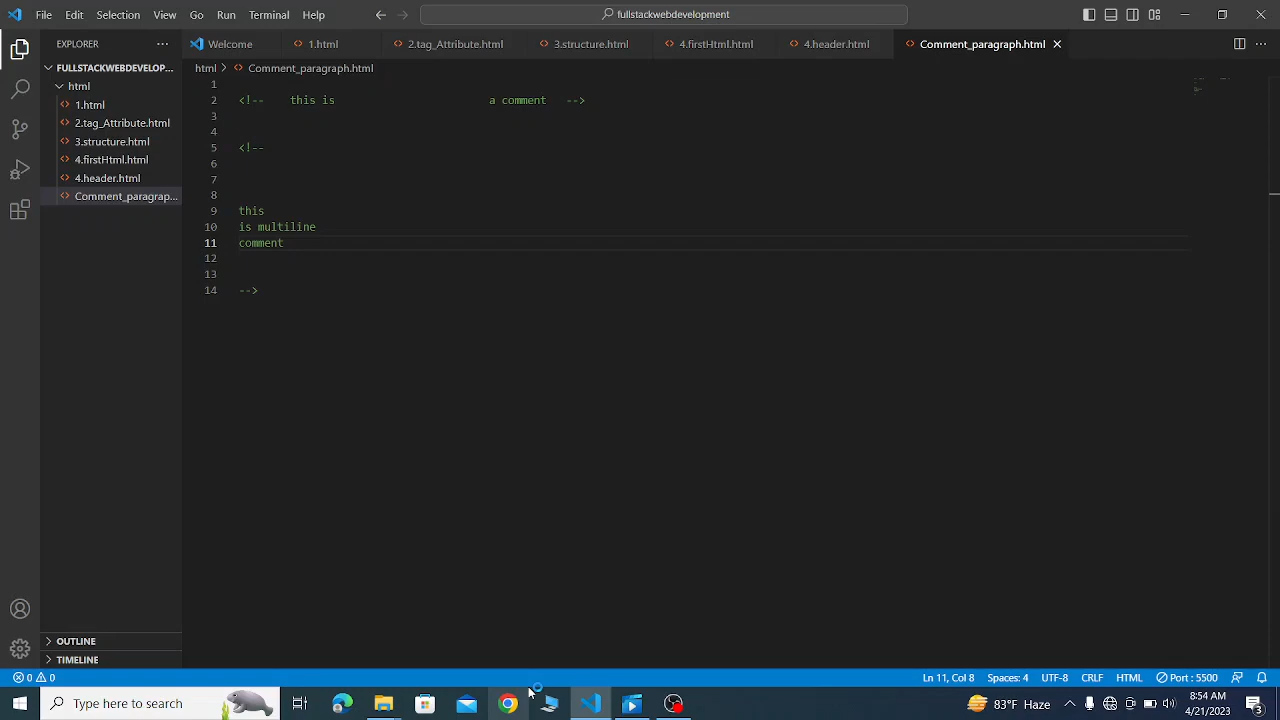 File Edit Selection View Go Run Terminal Help
fullstackwebdevelopment
EXPLORER
Welcome
1.html
2.tag_Attribute.html
3.structure.html
4.firstHtml.html
4.header.html
Comment_paragraph.html
FULLSTACKWEBDEVELOP...
html
1.html
2.tag_Attribute.html
3.structure.html
4.firstHtml.html
4.header.html
Comment_paragrap...
html > Comment_paragraph.html
1
2 <!-- this is a comment -->
3
4
5 <!--
6
7
8
9 this
10 is multiline
11 comment
12
13
14 -->
OUTLINE
TIMELINE
0 0
Ln 11, Col 8 Spaces: 4 UTF-8 CRLF HTML Port : 5500
Type here to search
83°F Haze
8:54 AM
4/21/2023
3